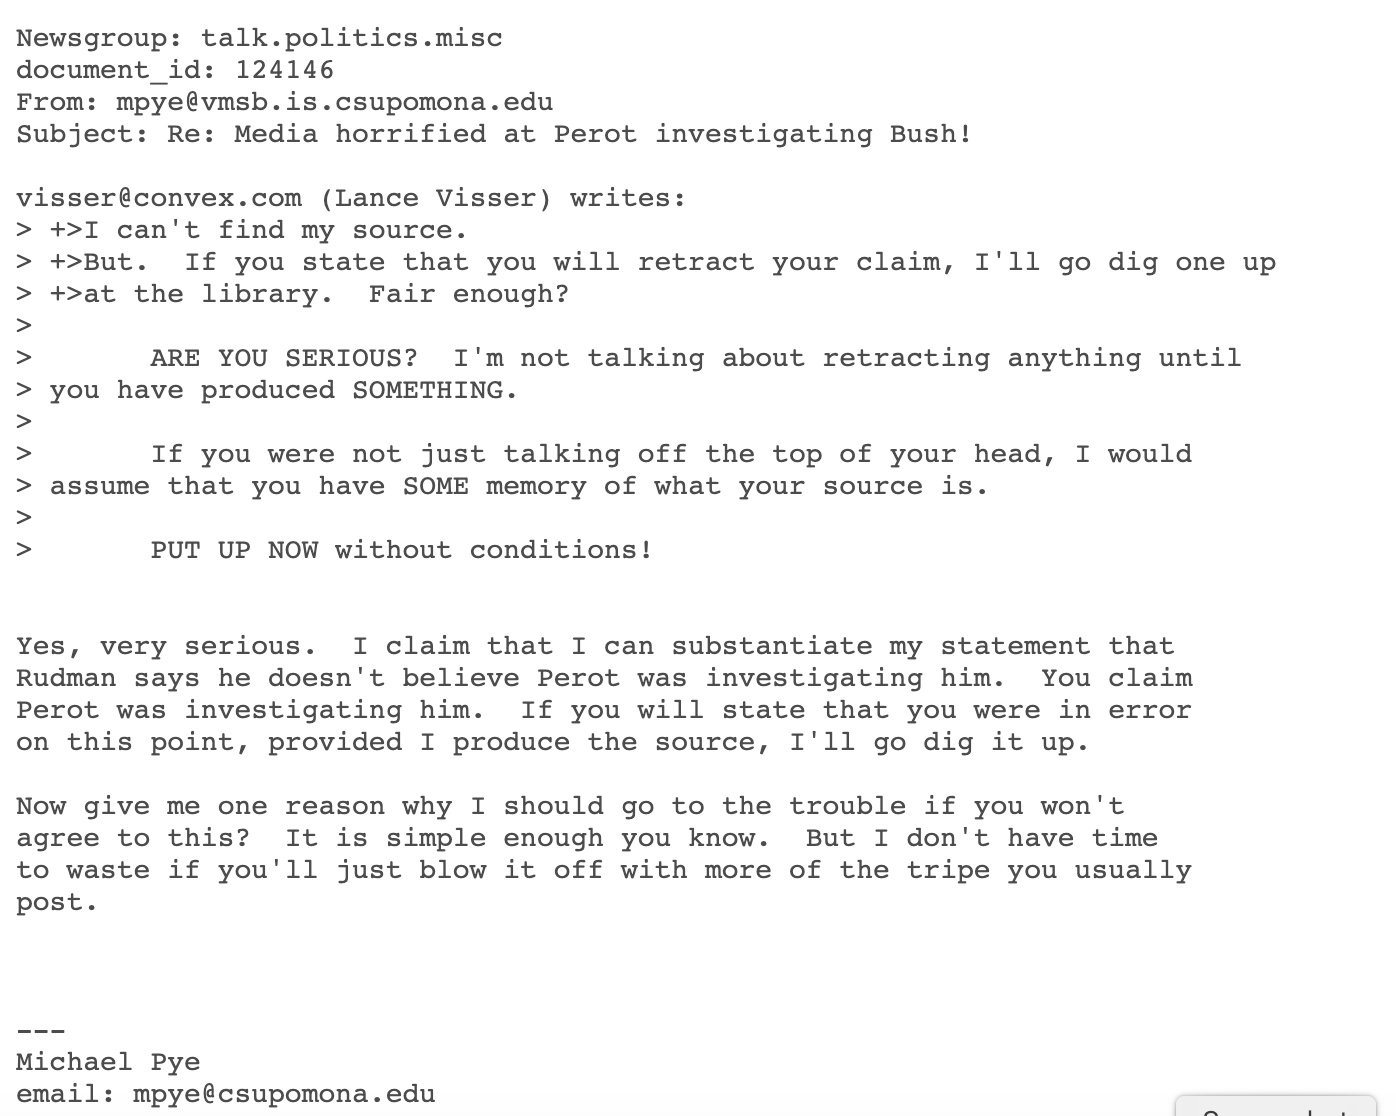 Newsgroup: talk.politics.misc
document_id: 124146
From: mpye@vmsb.is.csupomona.edu
Subject: Re: Media horrified at Perot investigating Bush!

visser@convex.com (Lance Visser) writes:
> +>I can't find my source.
> +>But.  If you state that you will retract your claim, I'll go dig one up
> +>at the library.  Fair enough?
>
>       ARE YOU SERIOUS?  I'm not talking about retracting anything until
> you have produced SOMETHING.
>
>       If you were not just talking off the top of your head, I would
> assume that you have SOME memory of what your source is.
>
>       PUT UP NOW without conditions!

Yes, very serious.  I claim that I can substantiate my statement that
Rudman says he doesn't believe Perot was investigating him.  You claim
Perot was investigating him.  If you will state that you were in error
on this point, provided I produce the source, I'll go dig it up.

Now give me one reason why I should go to the trouble if you won't
agree to this?  It is simple enough you know.  But I don't have time
to waste if you'll just blow it off with more of the tripe you usually
post.

---
Michael Pye
email: mpye@csupomona.edu